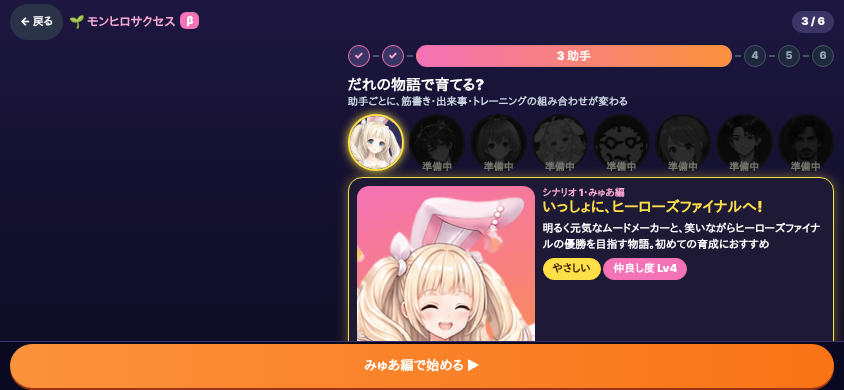 ← 戻る
🌱 モンヒロサクセス β
3 / 6
✓ ✓ 3 助手 4 5 6
だれの物語で育てる?
助手ごとに、筋書き・出来事・トレーニングの組み合わせが変わる
準備中 準備中 準備中 準備中 準備中 準備中 準備中
シナリオ 1・みゅあ編
いっしょに、ヒーローズファイナルへ!
明るく元気なムードメーカーと、笑いながらヒーローズファイナ
ルの優勝を目指す物語。初めての育成におすすめ
やさしい 仲良し度 Lv4
みゅあ編で始める ▶